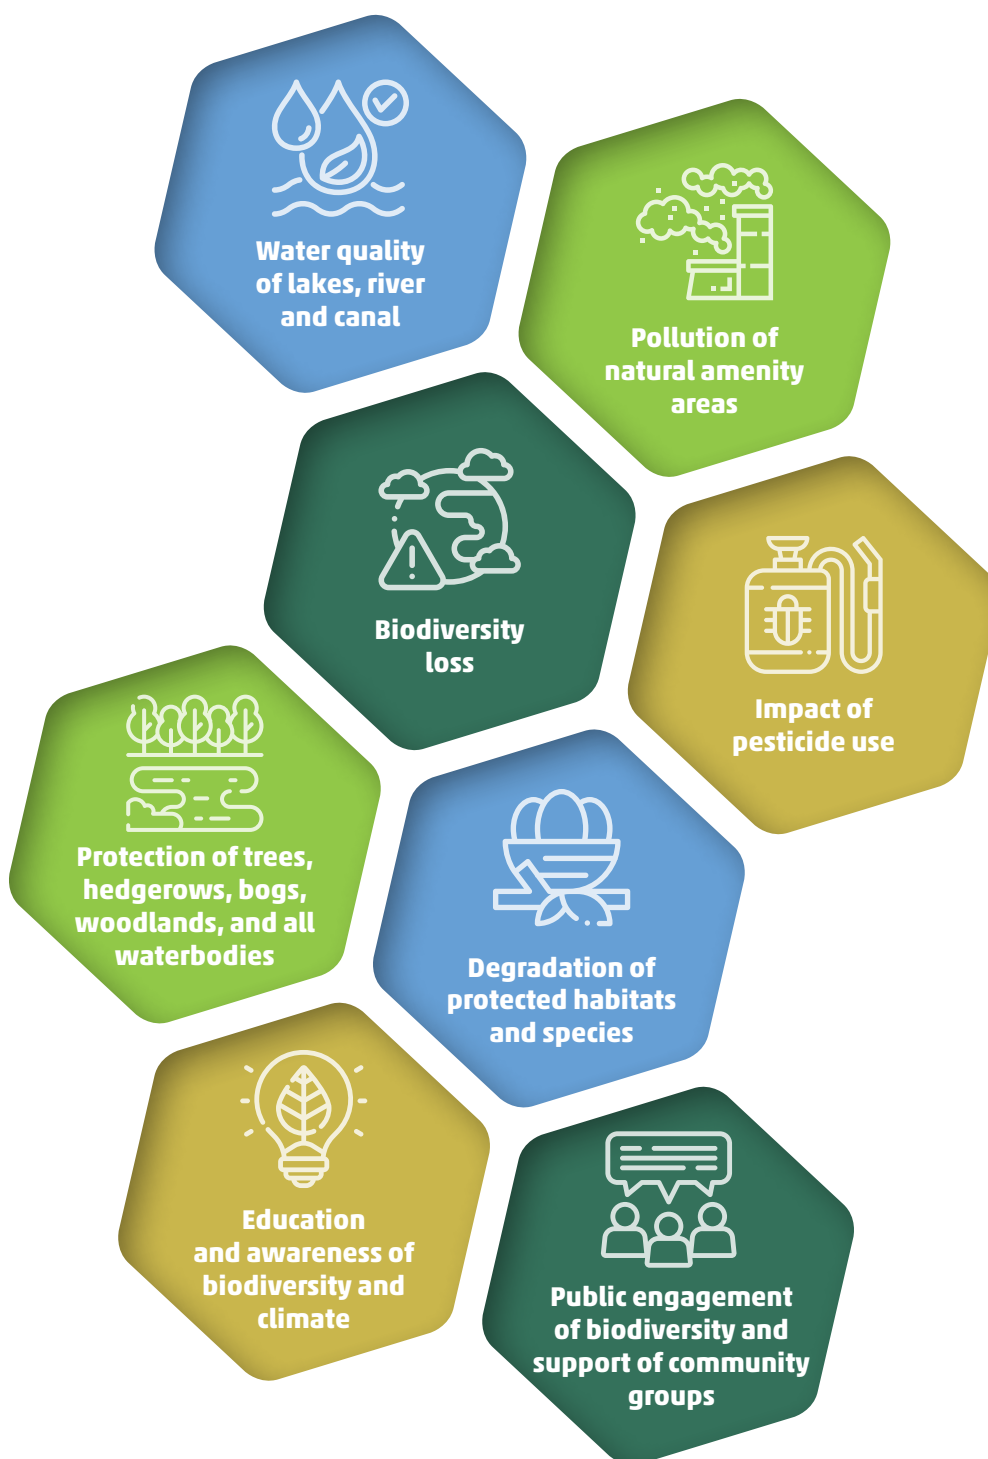 Water quality
of lakes, river
and canal
Pollution of
natural amenity
areas
Biodiversity
loss
Impact of
pesticide use
Protection of trees,
hedgerows, bogs,
woodlands, and all
waterbodies
Degradation of
protected habitats
and species
Education
and awareness of
biodiversity and
climate
Public engagement
of biodiversity and
support of community
groups